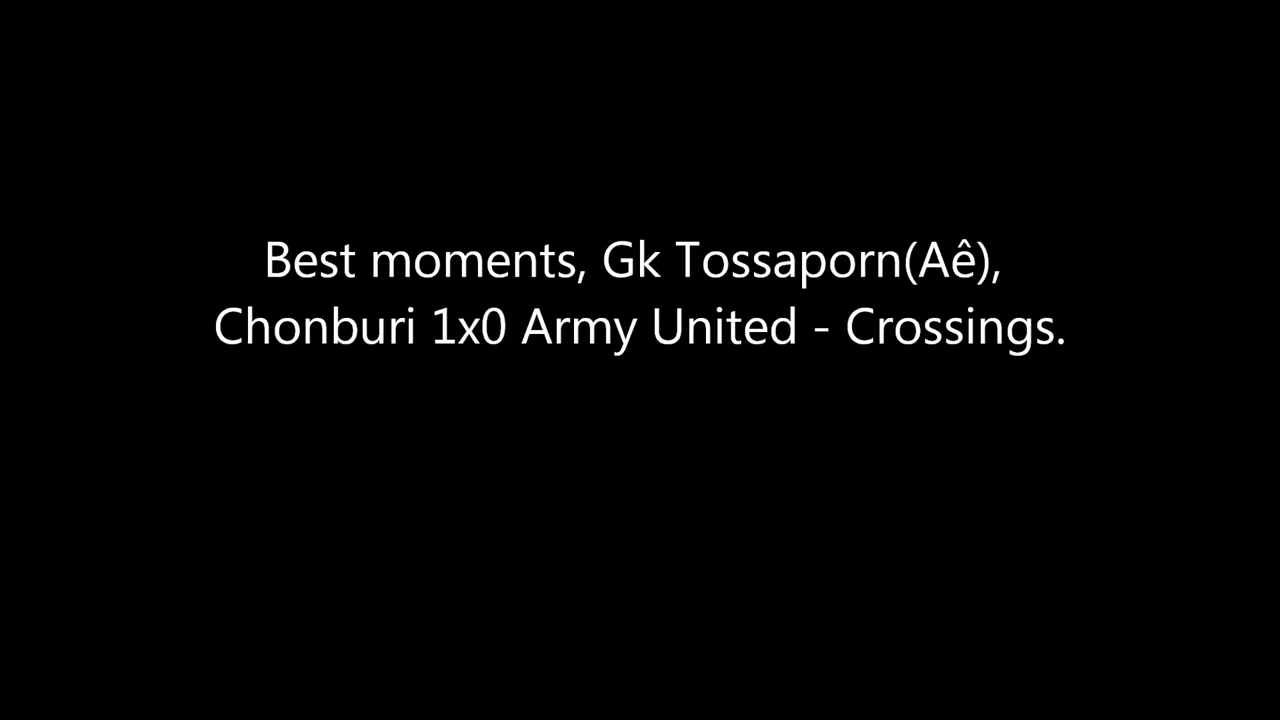 Best moments, Gk Tossaporn(Aê),
Chonburi 1x0 Army United - Crossings.